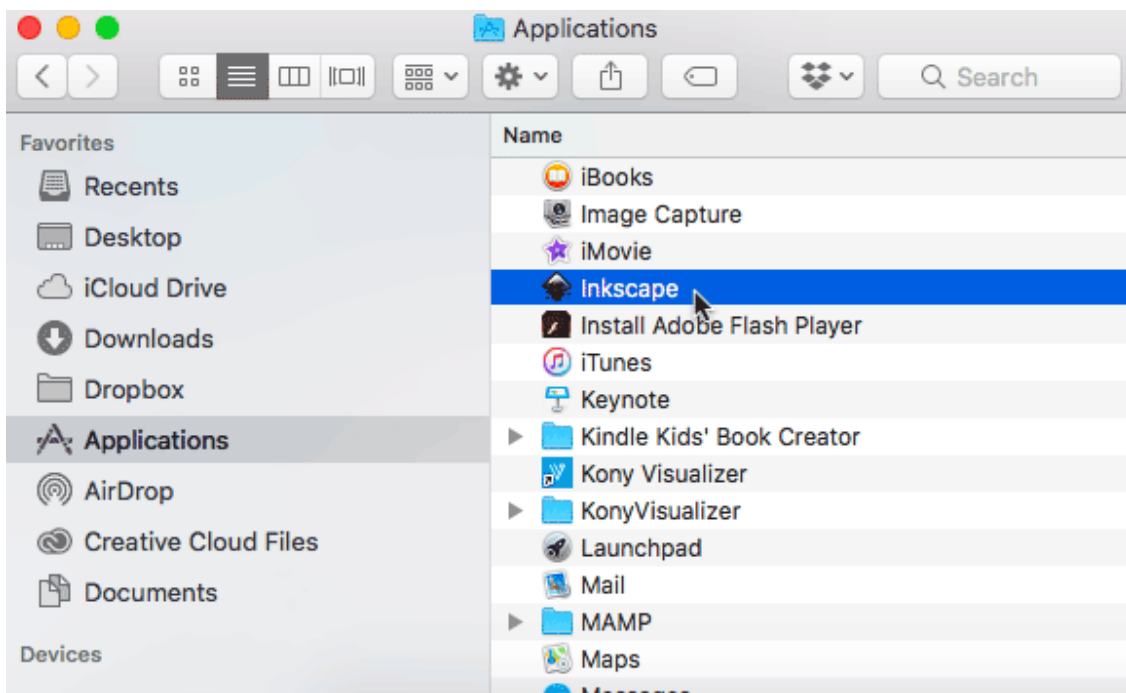 Applications
Search
Favorites
Recents
Desktop
iCloud Drive
Downloads
Dropbox
Applications
AirDrop
Creative Cloud Files
Documents
Devices
Name
iBooks
Image Capture
iMovie
Inkscape
Install Adobe Flash Player
iTunes
Keynote
Kindle Kids' Book Creator
Kony Visualizer
KonyVisualizer
Launchpad
Mail
MAMP
Maps